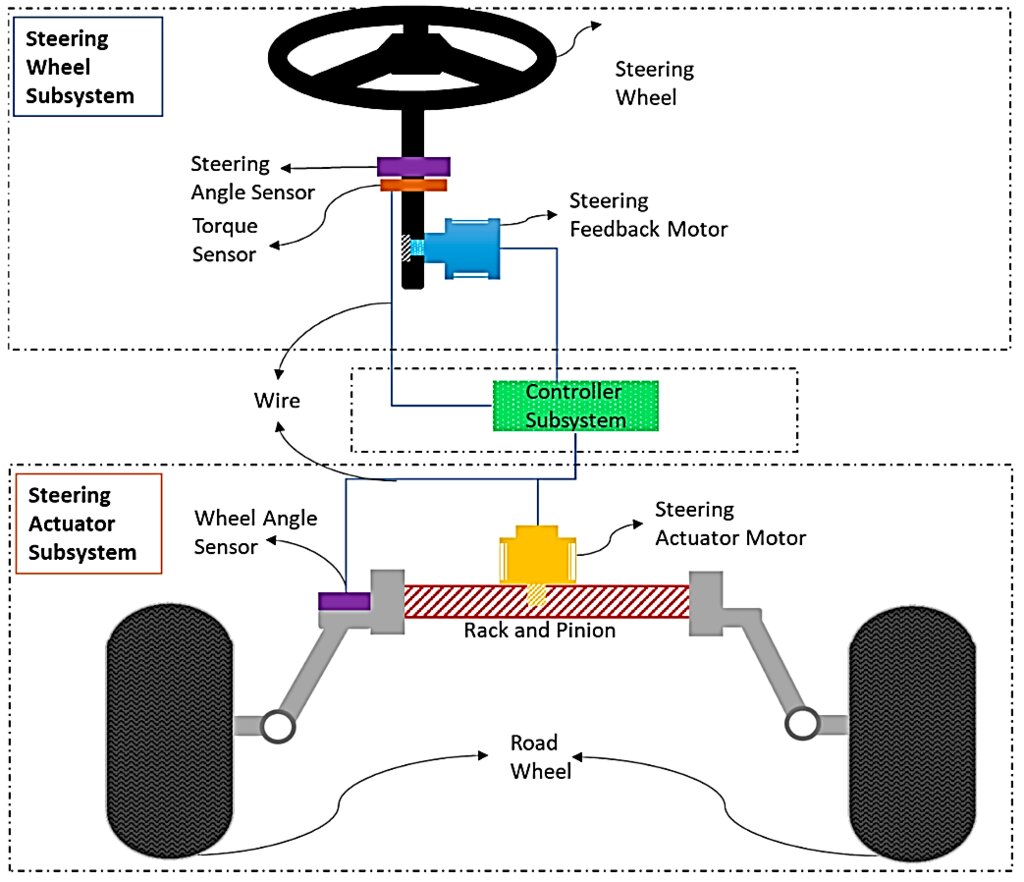 Steering
Wheel
Subsystem
Steering
Wheel
Steering
Angle Sensor
Torque
Sensor
Steering
Feedback Motor
Wire
Controller
Subsystem
Steering
Actuator
Subsystem
Wheel Angle
Sensor
Steering
Actuator Motor
Rack and Pinion
Road
Wheel